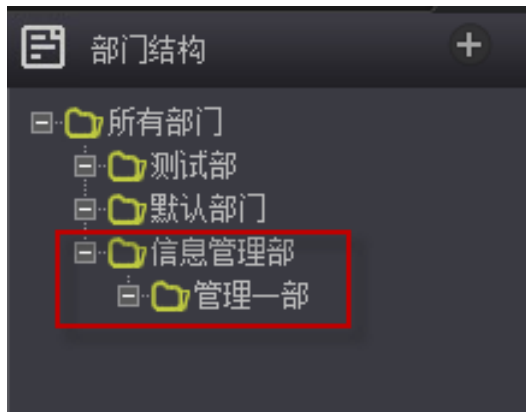 部门结构
所有部门
测试部
默认部门
信息管理部
管理一部